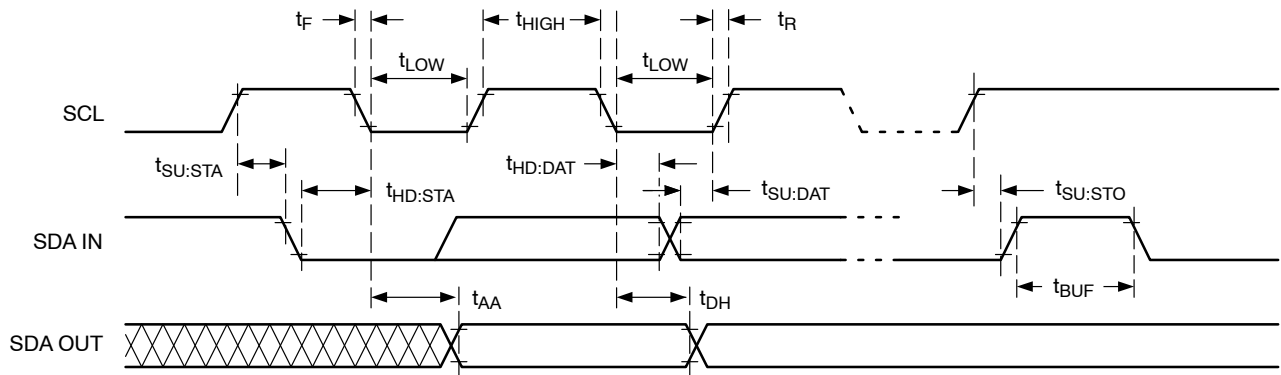 tF
tHIGH
tR
tLOW
tLOW
SCL
tSU:STA
tHD:STA
tHD:DAT
tSU:DAT
tSU:STO
SDA IN
tBUF
tAA
tDH
SDA OUT